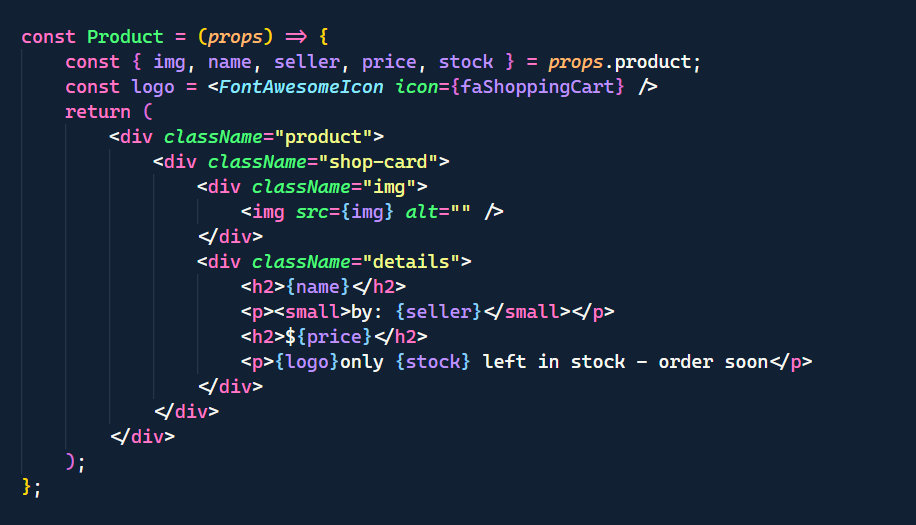 const Product = (props) => {
    const { img, name, seller, price, stock } = props.product;
    const logo = <FontAwesomeIcon icon={faShoppingCart} />
    return (
        <div className="product">
            <div className="shop-card">
                <div className="img">
                    <img src={img} alt="" />
                </div>
                <div className="details">
                    <h2>{name}</h2>
                    <p><small>by: {seller}</small></p>
                    <h2>${price}</h2>
                    <p>{logo}only {stock} left in stock - order soon</p>
                </div>
            </div>
        </div>
    );
};